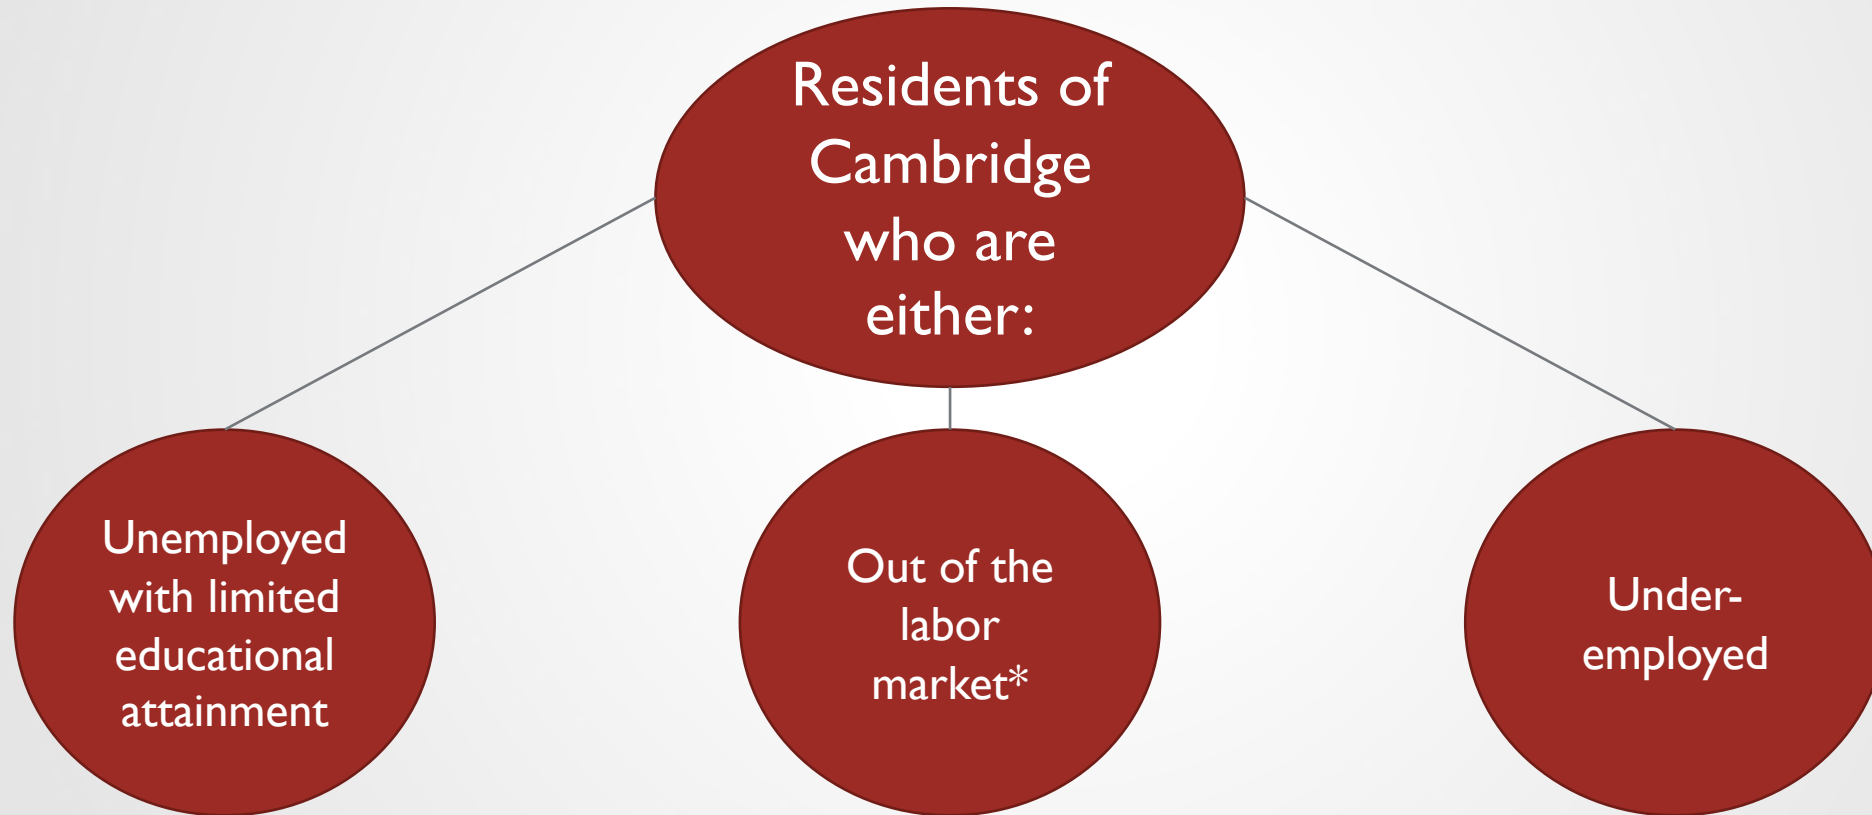 Residents of
Cambridge
who are
either:
Unemployed
with limited
educational
attainment
Out of the
labor
market*
Under-
employed